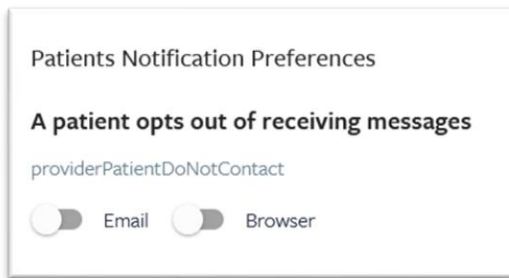 Patients Notification Preferences
A patient opts out of receiving messages
providerPatientDoNotContact
Email Browser